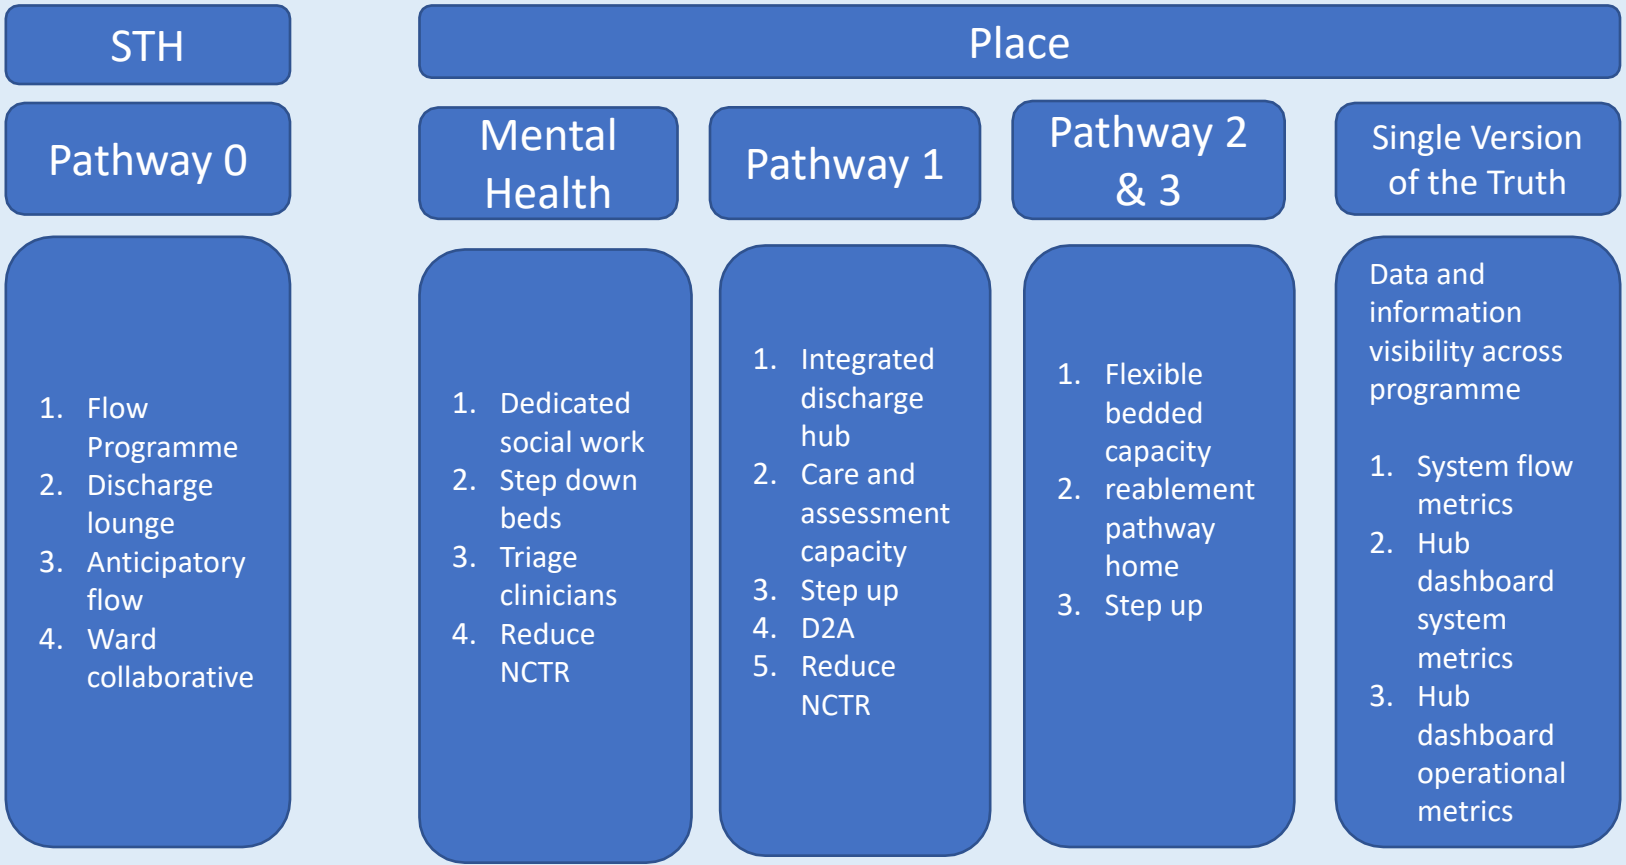 STH
Place
Pathway 0
Mental
Health
Pathway 1
Pathway 2
& 3
Single Version
of the Truth
1. Flow
Programme
2. Discharge
lounge
3. Anticipatory
flow
4. Ward
collaborative
1. Dedicated
social work
2. Step down
beds
3. Triage
clinicians
4. Reduce
NCTR
1. Integrated
discharge
hub
2. Care and
assessment
capacity
3. Step up
4. D2A
5. Reduce
NCTR
1. Flexible
bedded
capacity
2. reablement
pathway
home
3. Step up
Data and
information
visibility across
programme
1. System flow
metrics
2. Hub
dashboard
system
metrics
3. Hub
dashboard
operational
metrics